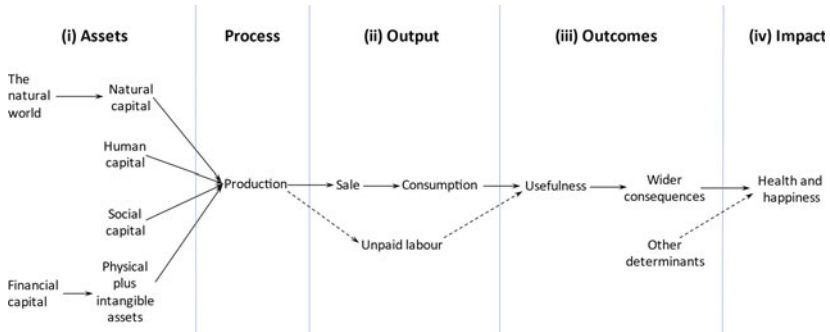 (i) Assets
Process
(ii) Output
(iii) Outcomes
(iv) Impact
The
natural
world
Natural
capital
Human
capital
Social
capital
Financial
capital
Physical
plus
intangible
assets
Production
Sale
Consumption
Unpaid labour
Usefulness
Wider
consequences
Other
determinants
Health and
happiness